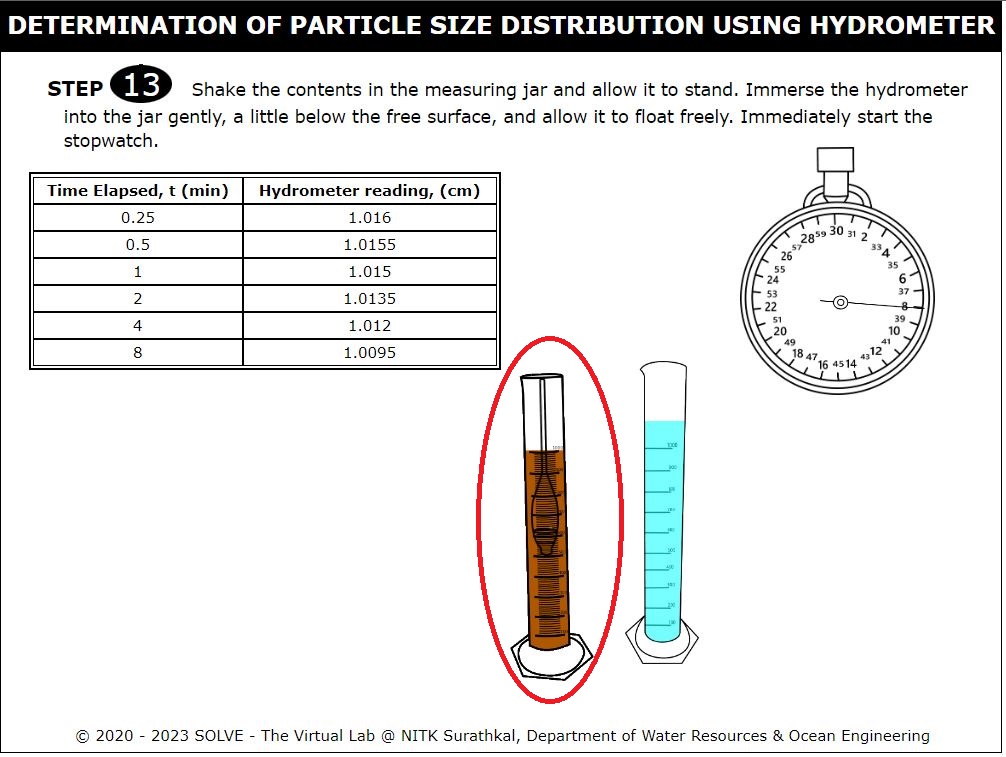 DETERMINATION OF PARTICLE SIZE DISTRIBUTION USING HYDROMETER
STEP 13 Shake the contents in the measuring jar and allow it to stand. Immerse the hydrometer
into the jar gently, a little below the free surface, and allow it to float freely. Immediately start the
stopwatch.
Time Elapsed, t (min) Hydrometer reading, (cm)
0.25 1.016
0.5 1.0155
1 1.015
2 1.0135
4 1.012
8 1.0095
28 59 30 31 2
57 33 4
26 35
55 6
24 37
53 8
22 39
51 10
20 41
49 12
18 47 16 45 14 43
1000
© 2020 - 2023 SOLVE - The Virtual Lab @ NITK Surathkal, Department of Water Resources & Ocean Engineering